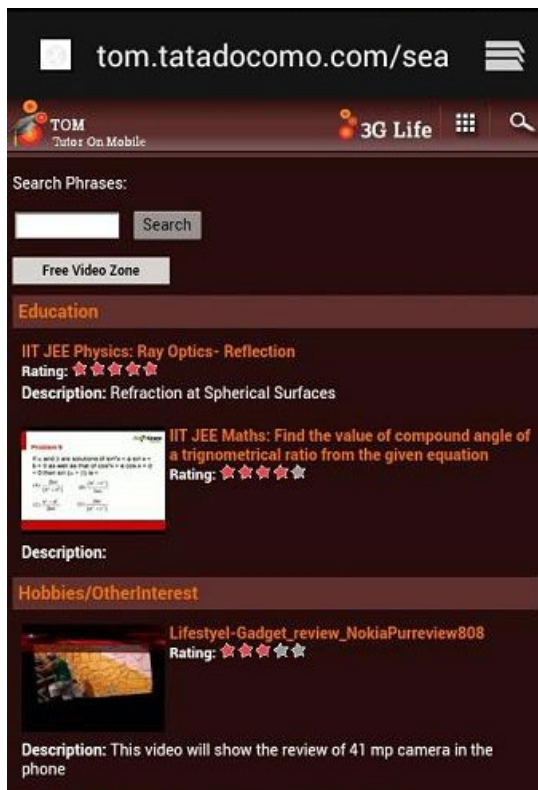 tom.tatadocomo.com/sea
TOM
Tutor On Mobile
3G Life
Search Phrases:
Search
Free Video Zone
Education
IIT JEE Physics: Ray Optics- Reflection
Rating:
Description: Refraction at Spherical Surfaces
Problem 9
IIT JEE Maths: Find the value of compound angle of
a trignometrical ratio from the given equation
Rating:
Description:
Hobbies/OtherInterest
Lifestyel-Gadget_review_NokiaPurreview808
Rating:
Description: This video will show the review of 41 mp camera in the
phone